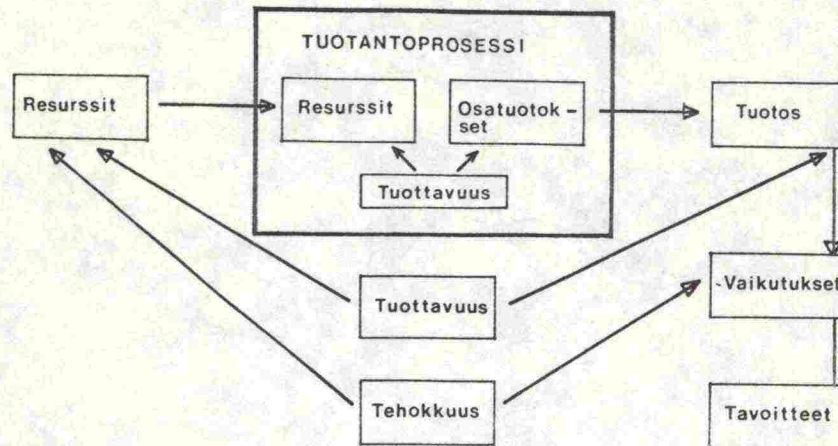 TUOTANTOPROSESSI
Resurssit
Resurssit
Osatuotok-
set
Tuotos
Tuottavuus
Tuottavuus
-Vaikutukset
Tehokkuus
Tavoitteet